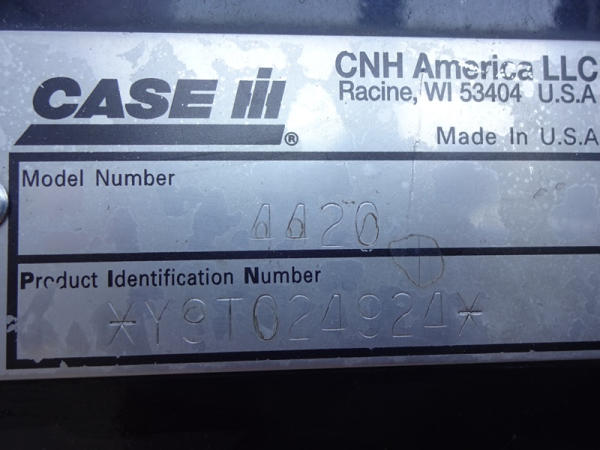 CASE IH®
CNH America LLC
Racine, WI 53404 U.S.A
Made In U.S.A
Model Number
4420
Product Identification Number
*Y9T024924*